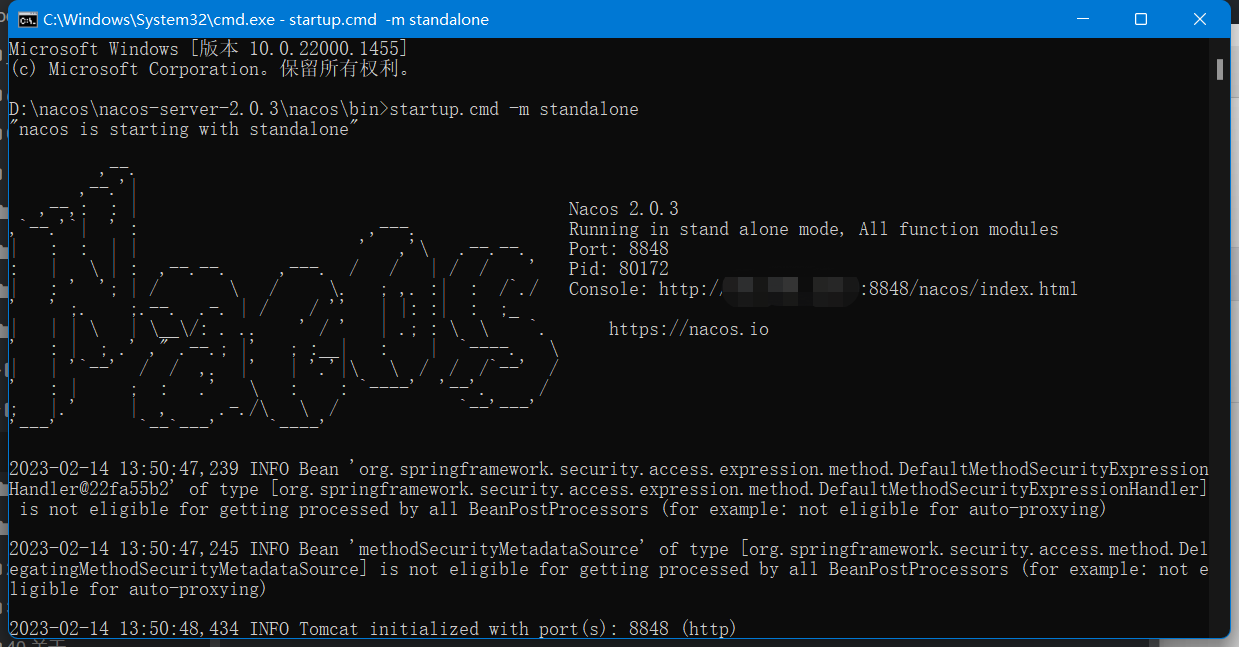 C:\Windows\System32\cmd.exe - startup.cmd  -m standalone
Microsoft Windows [版本 10.0.22000.1455]
(c) Microsoft Corporation。保留所有权利。
D:\nacos\nacos-server-2.0.3\nacos\bin>startup.cmd -m standalone
"nacos is starting with standalone"
Nacos 2.0.3
Running in stand alone mode, All function modules
Port: 8848
Pid: 80172
Console: http:/ :8848/nacos/index.html
https://nacos.io
2023-02-14 13:50:47,239 INFO Bean 'org.springframework.security.access.expression.method.DefaultMethodSecurityExpression
Handler@22fa55b2' of type [org.springframework.security.access.expression.method.DefaultMethodSecurityExpressionHandler]
is not eligible for getting processed by all BeanPostProcessors (for example: not eligible for auto-proxying)
2023-02-14 13:50:47,245 INFO Bean 'methodSecurityMetadataSource' of type [org.springframework.security.access.method.Del
egatingMethodSecurityMetadataSource] is not eligible for getting processed by all BeanPostProcessors (for example: not e
ligible for auto-proxying)
2023-02-14 13:50:48,434 INFO Tomcat initialized with port(s): 8848 (http)